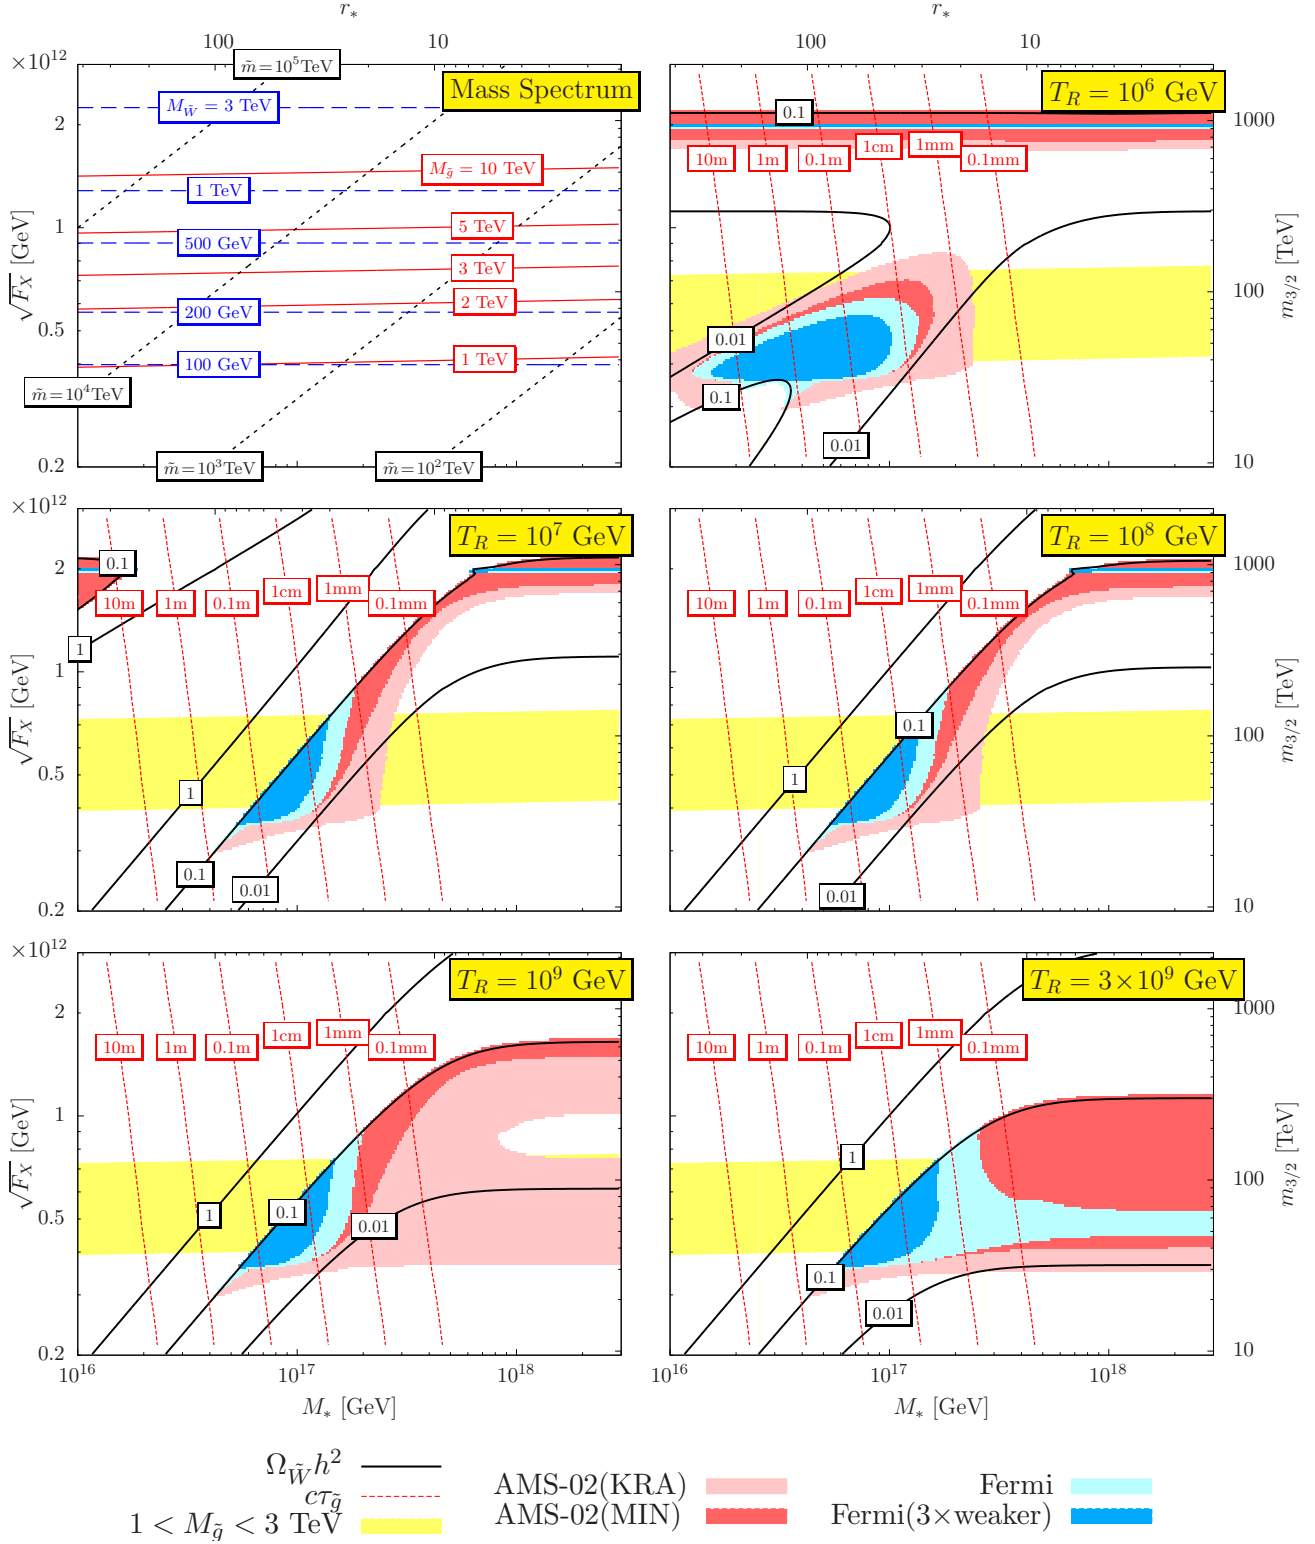 r_*
r_*
100
10
100
10
×10^12
m̃=10^5TeV
Mass Spectrum
T_R = 10^6 GeV
M_W̃ = 3 TeV
0.1
2
1000
M_g̃ = 10 TeV
10m
1m
0.1m
1cm
1mm
0.1mm
1 TeV
√F_X [GeV]
1
5 TeV
500 GeV
m_3/2 [TeV]
3 TeV
100
2 TeV
200 GeV
0.5
0.01
0.01
1 TeV
100 GeV
m̃=10^4TeV
0.1
0.01
0.2
m̃=10^3TeV
m̃=10^2TeV
10
×10^12
T_R = 10^7 GeV
T_R = 10^8 GeV
0.1
2
1000
10m
1m
0.1m
1cm
1mm
0.1mm
10m
1m
0.1m
1cm
1mm
0.1mm
1
√F_X [GeV]
1
m_3/2 [TeV]
0.1
100
0.5
1
1
0.1
0.01
0.01
0.2
10
×10^12
T_R = 10^9 GeV
T_R = 3×10^9 GeV
2
1000
10m
1m
0.1m
1cm
1mm
0.1mm
10m
1m
0.1m
1cm
1mm
0.1mm
√F_X [GeV]
1
1
m_3/2 [TeV]
100
0.5
1
0.1
0.01
0.1
0.01
0.2
10
10^16
10^17
10^18
10^16
10^17
10^18
M_* [GeV]
M_* [GeV]
Ω_W̃ h^2
cτ_g̃
1 < M_g̃ < 3 TeV
AMS-02(KRA)
AMS-02(MIN)
Fermi
Fermi(3×weaker)